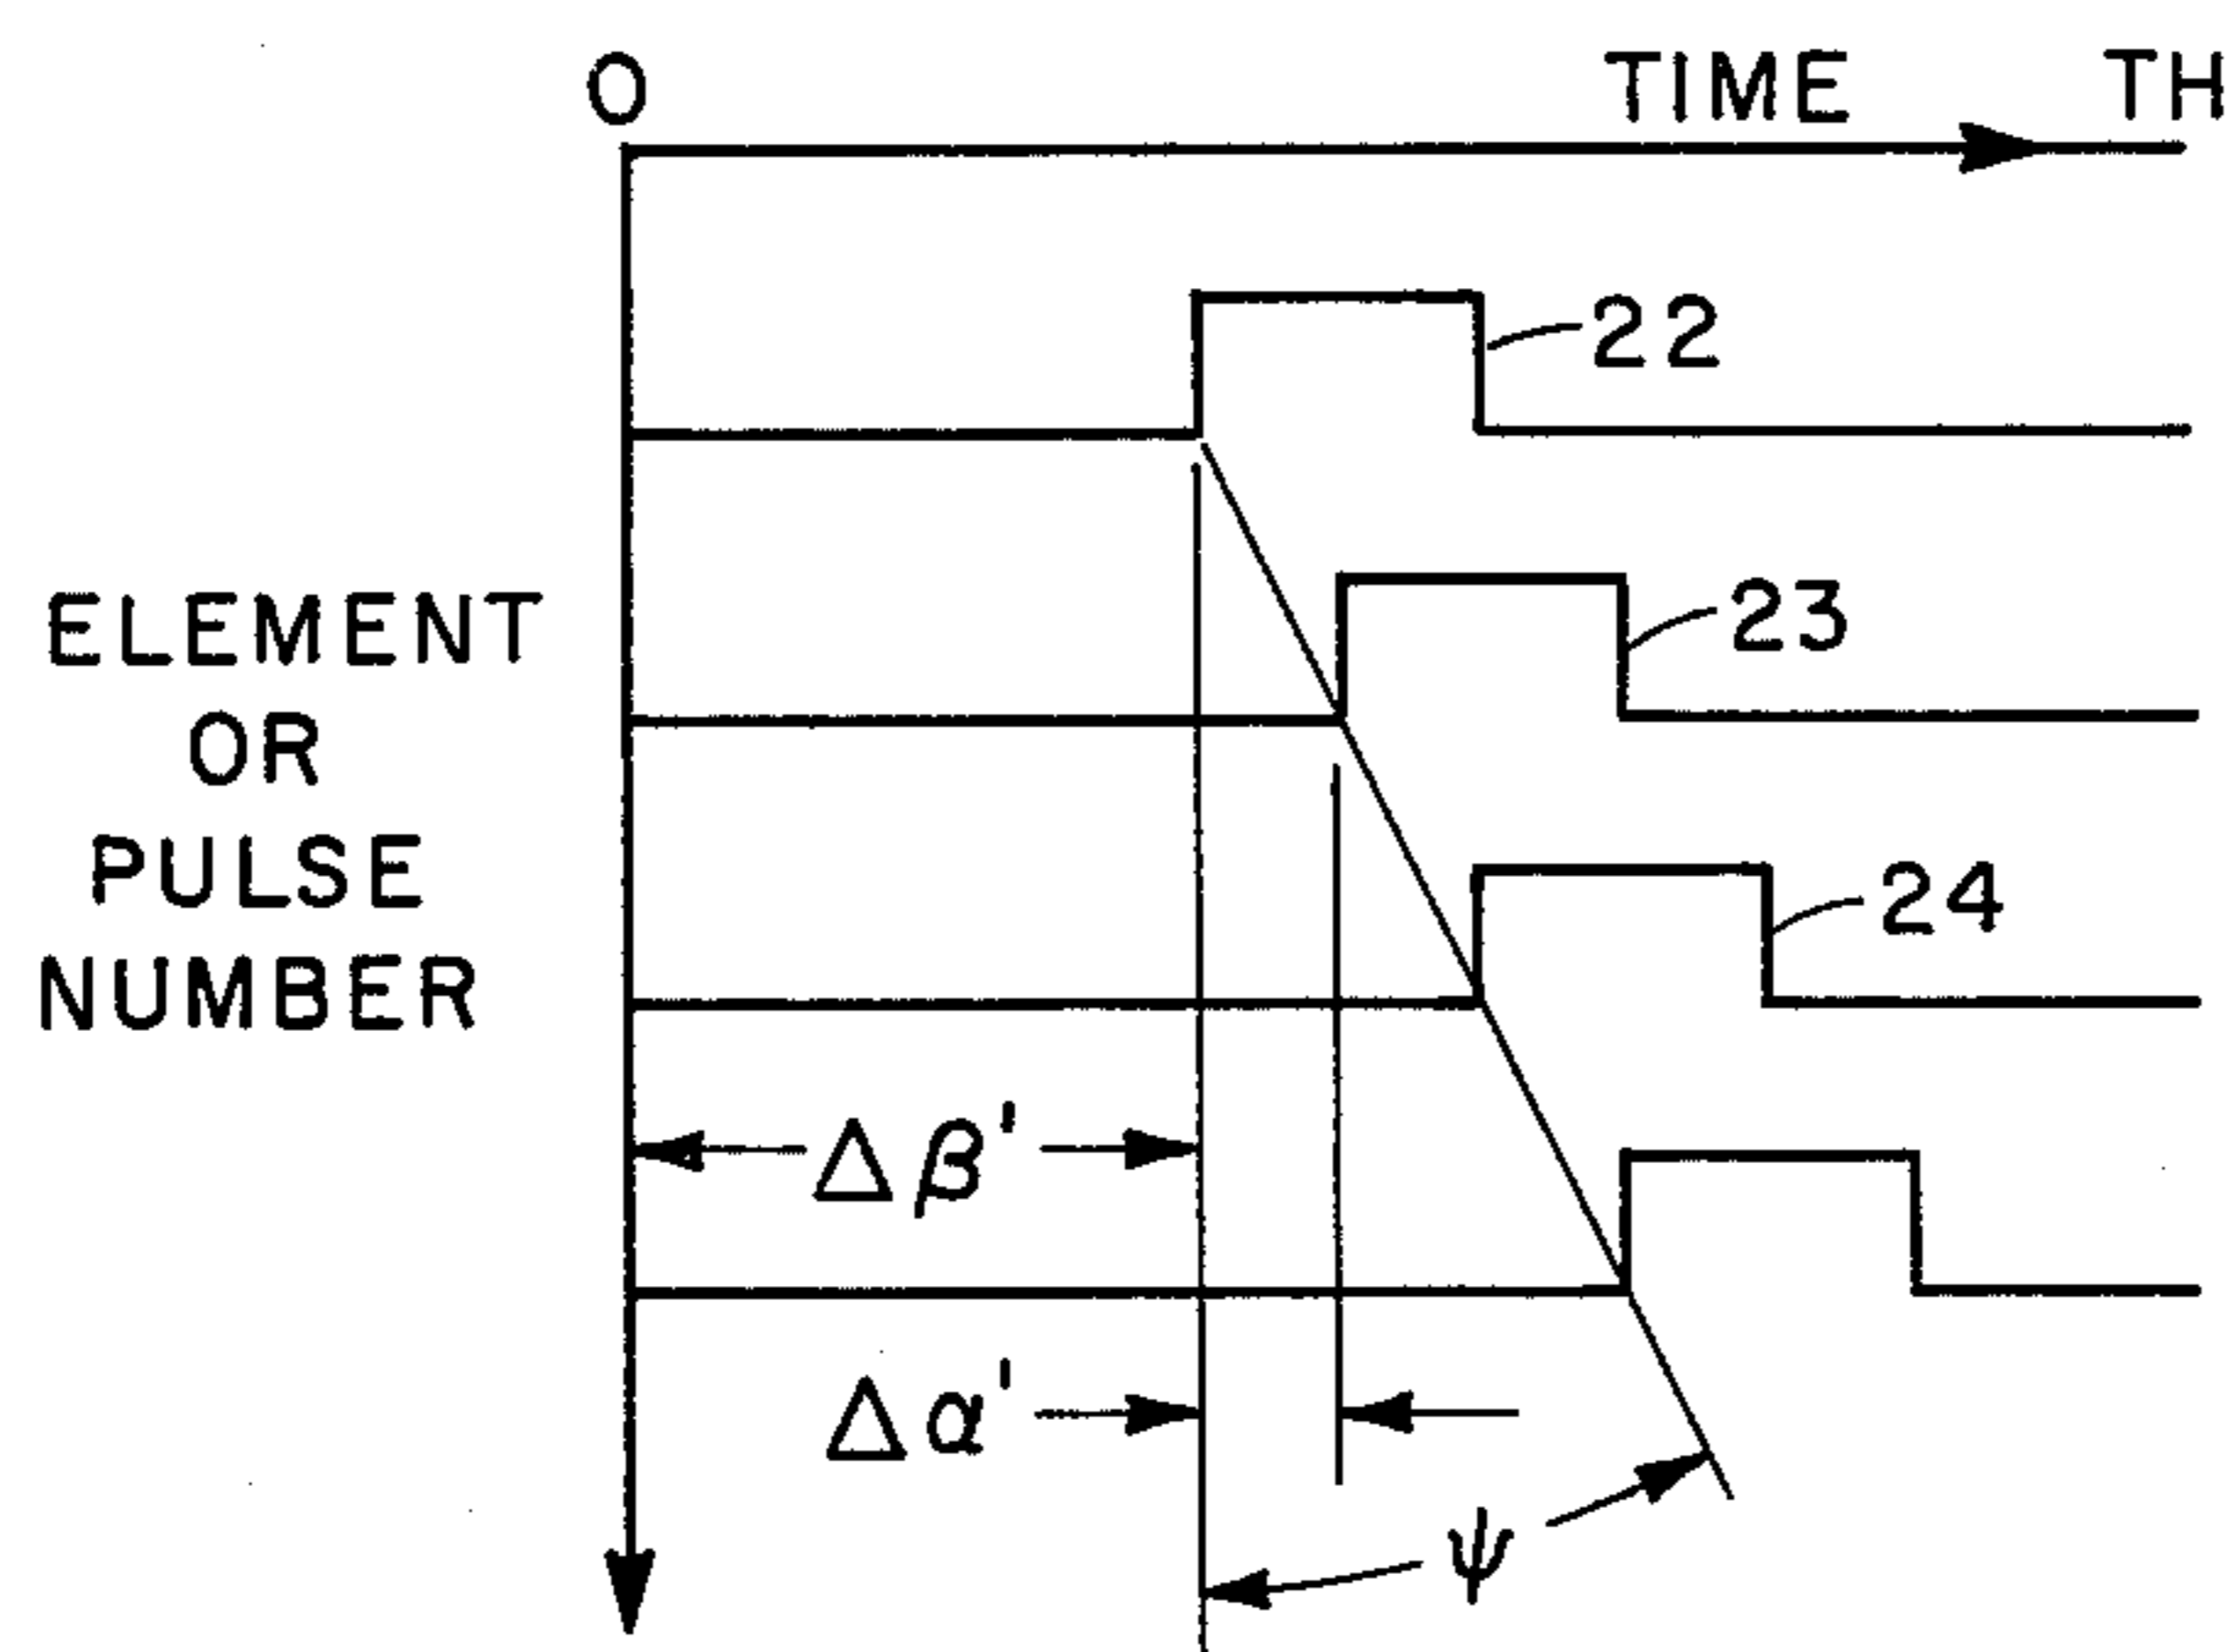 O TIME TH
22
23
24
ELEMENT
OR
PULSE
NUMBER
Δβ'
Δα'
ψ